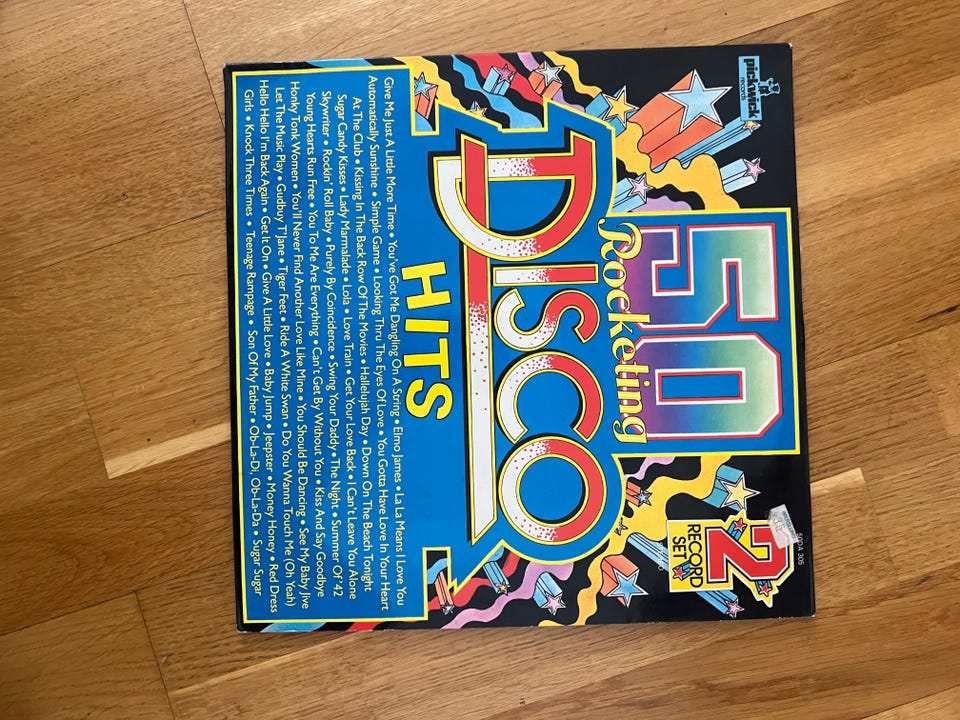 pickwick
records
50DA 305
50
Rocketing
DISCO
HITS
2
RECORD
SET
Give Me Just A Little More Time • You've Got Me Dangling On A String • Elmo James • La La Means I Love You
Automatically Sunshine • Simple Game • Looking Thru The Eyes Of Love • You Gotta Have Love In Your Heart
At The Club • Kissing In The Back Row Of The Movies • Hallelujah Day • Down On The Beach Tonight
Sugar Candy Kisses • Lady Marmalade • Lola • Love Train • Get Your Love Back • I Can't Leave You Alone
Skywriter • Rockin' Roll Baby • Purely By Coincidence • Swing Your Daddy • The Night • Summer Of '42
Young Hearts Run Free • You To Me Are Everything • Can't Get By Without You • Kiss And Say Goodbye
Honky Tonk Women • You'll Never Find Another Love Like Mine • You Should Be Dancing • See My Baby Jive
Let The Music Play • Gudbuy T'Jane • Tiger Feet • Ride A White Swan • Do You Wanna Touch Me (Oh Yeah)
Hello Hello I'm Back Again • Get It On • Give A Little Love • Baby Jump • Jeepster • Money Honey • Red Dress
Girls • Knock Three Times • Teenage Rampage • Son Of My Father • Ob-La-Di, Ob-La-Da • Sugar Sugar